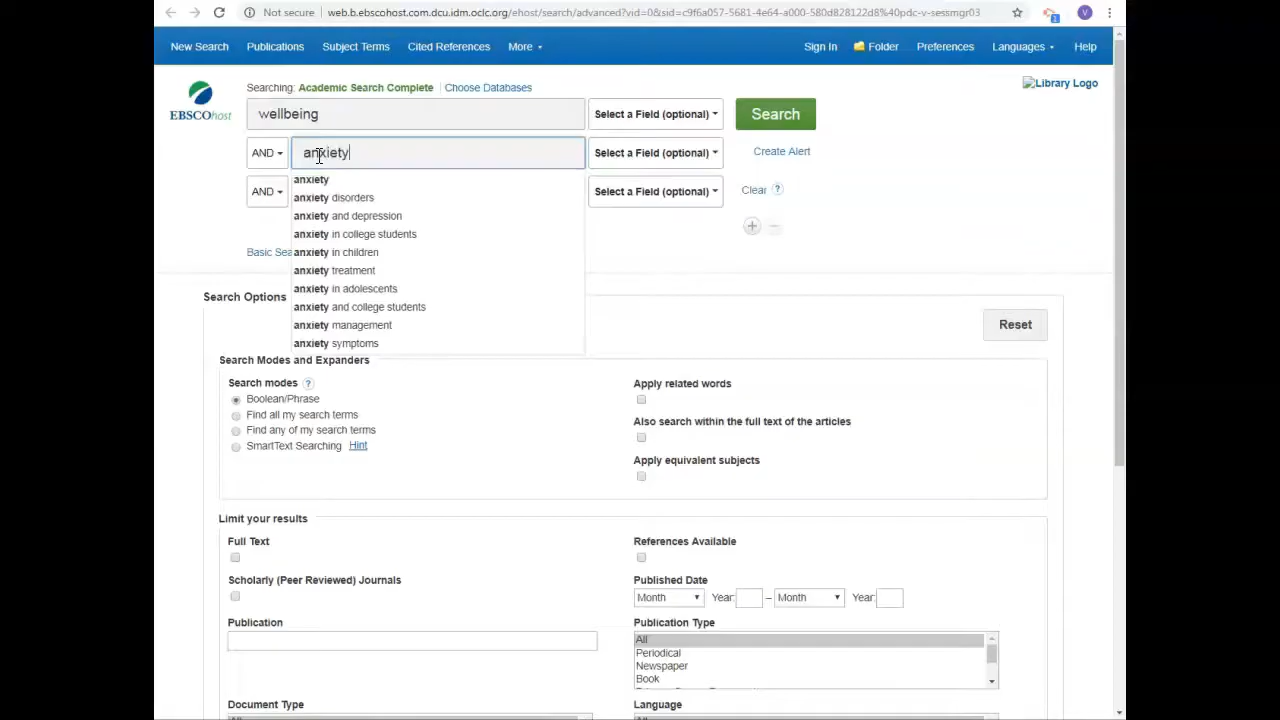 Not secure web.b.ebscohost.com.dcu.idm.oclc.org/ehost/search/advanced?vid=0&sid=c9f6a057-5681-4e64-a000-580d828122d8%40pdc-v-sessmgr03 1 V
New Search Publications Subject Terms Cited References More Sign In Folder Preferences Languages Help
Searching: Academic Search Complete Choose Databases Library Logo
EBSCOhost wellbeing Select a Field (optional) Search
AND anxiety Select a Field (optional) Create Alert
AND Select a Field (optional) Clear ?
anxiety
anxiety disorders
anxiety and depression
anxiety in college students
Basic Sea anxiety in children
anxiety treatment
anxiety in adolescents
anxiety and college students
anxiety management
anxiety symptoms
Search Options
Reset
Search Modes and Expanders
Search modes ?
Boolean/Phrase
Find all my search terms
Find any of my search terms
SmartText Searching Hint
Apply related words
Also search within the full text of the articles
Apply equivalent subjects
Limit your results
Full Text
References Available
Scholarly (Peer Reviewed) Journals
Published Date
Month Year: – Month Year:
Publication
Publication Type
All
Periodical
Newspaper
Book
Document Type
Language